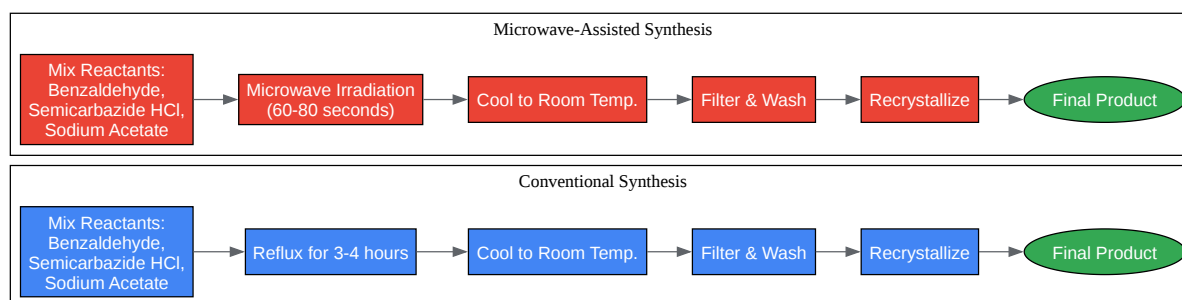 Microwave-Assisted Synthesis
Mix Reactants:
Benzaldehyde,
Semicarbazide HCl,
Sodium Acetate
Microwave Irradiation
(60-80 seconds)
Cool to Room Temp.
Filter & Wash
Recrystallize
Final Product
Conventional Synthesis
Mix Reactants:
Benzaldehyde,
Semicarbazide HCl,
Sodium Acetate
Reflux for 3-4 hours
Cool to Room Temp.
Filter & Wash
Recrystallize
Final Product